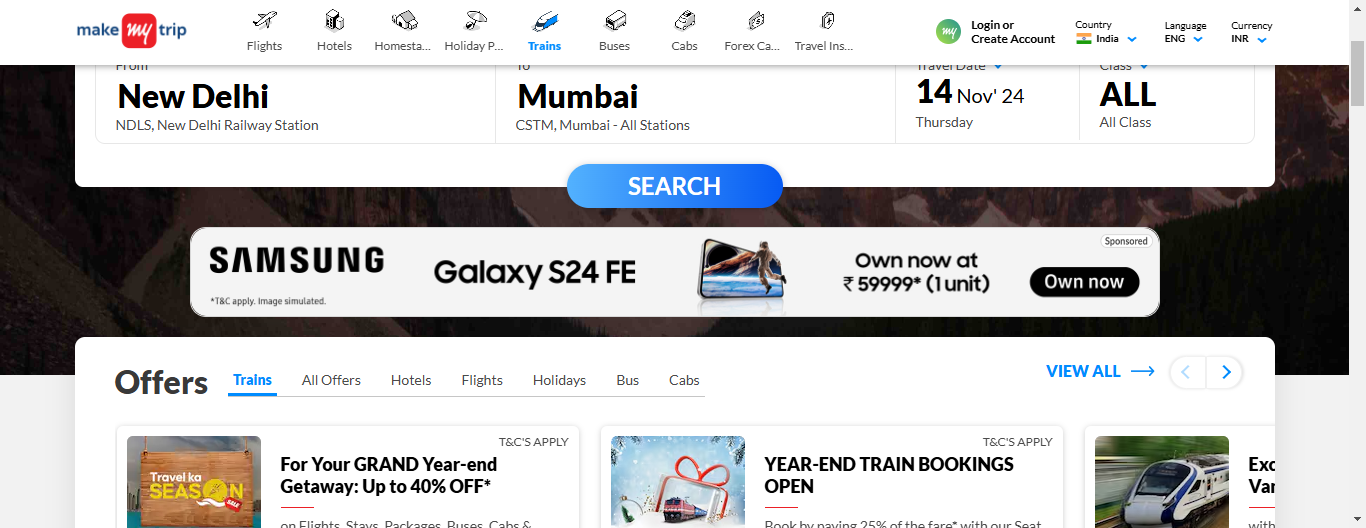 make my trip
Flights
Hotels
Homesta...
Holiday P...
Trains
Buses
Cabs
Forex Ca...
Travel Ins...
my
Login or
Create Account
Country
India
Language
ENG
Currency
INR
From
To
Travel Date
Class
New Delhi
NDLS, New Delhi Railway Station
Mumbai
CSTM, Mumbai - All Stations
14 Nov' 24
Thursday
ALL
All Class
SEARCH
SAMSUNG
*T&C apply. Image simulated.
Galaxy S24 FE
Own now at
₹ 59999* (1 unit)
Sponsored
Own now
Offers
Trains
All Offers
Hotels
Flights
Holidays
Bus
Cabs
VIEW ALL
Travel ka
SEASON
SALE
T&C'S APPLY
For Your GRAND Year-end
Getaway: Up to 40% OFF*
on Flights, Stays, Packages, Buses, Cabs &
T&C'S APPLY
YEAR-END TRAIN BOOKINGS
OPEN
Book by paying 25% of the fare* with our Seat
Exc
Van
with